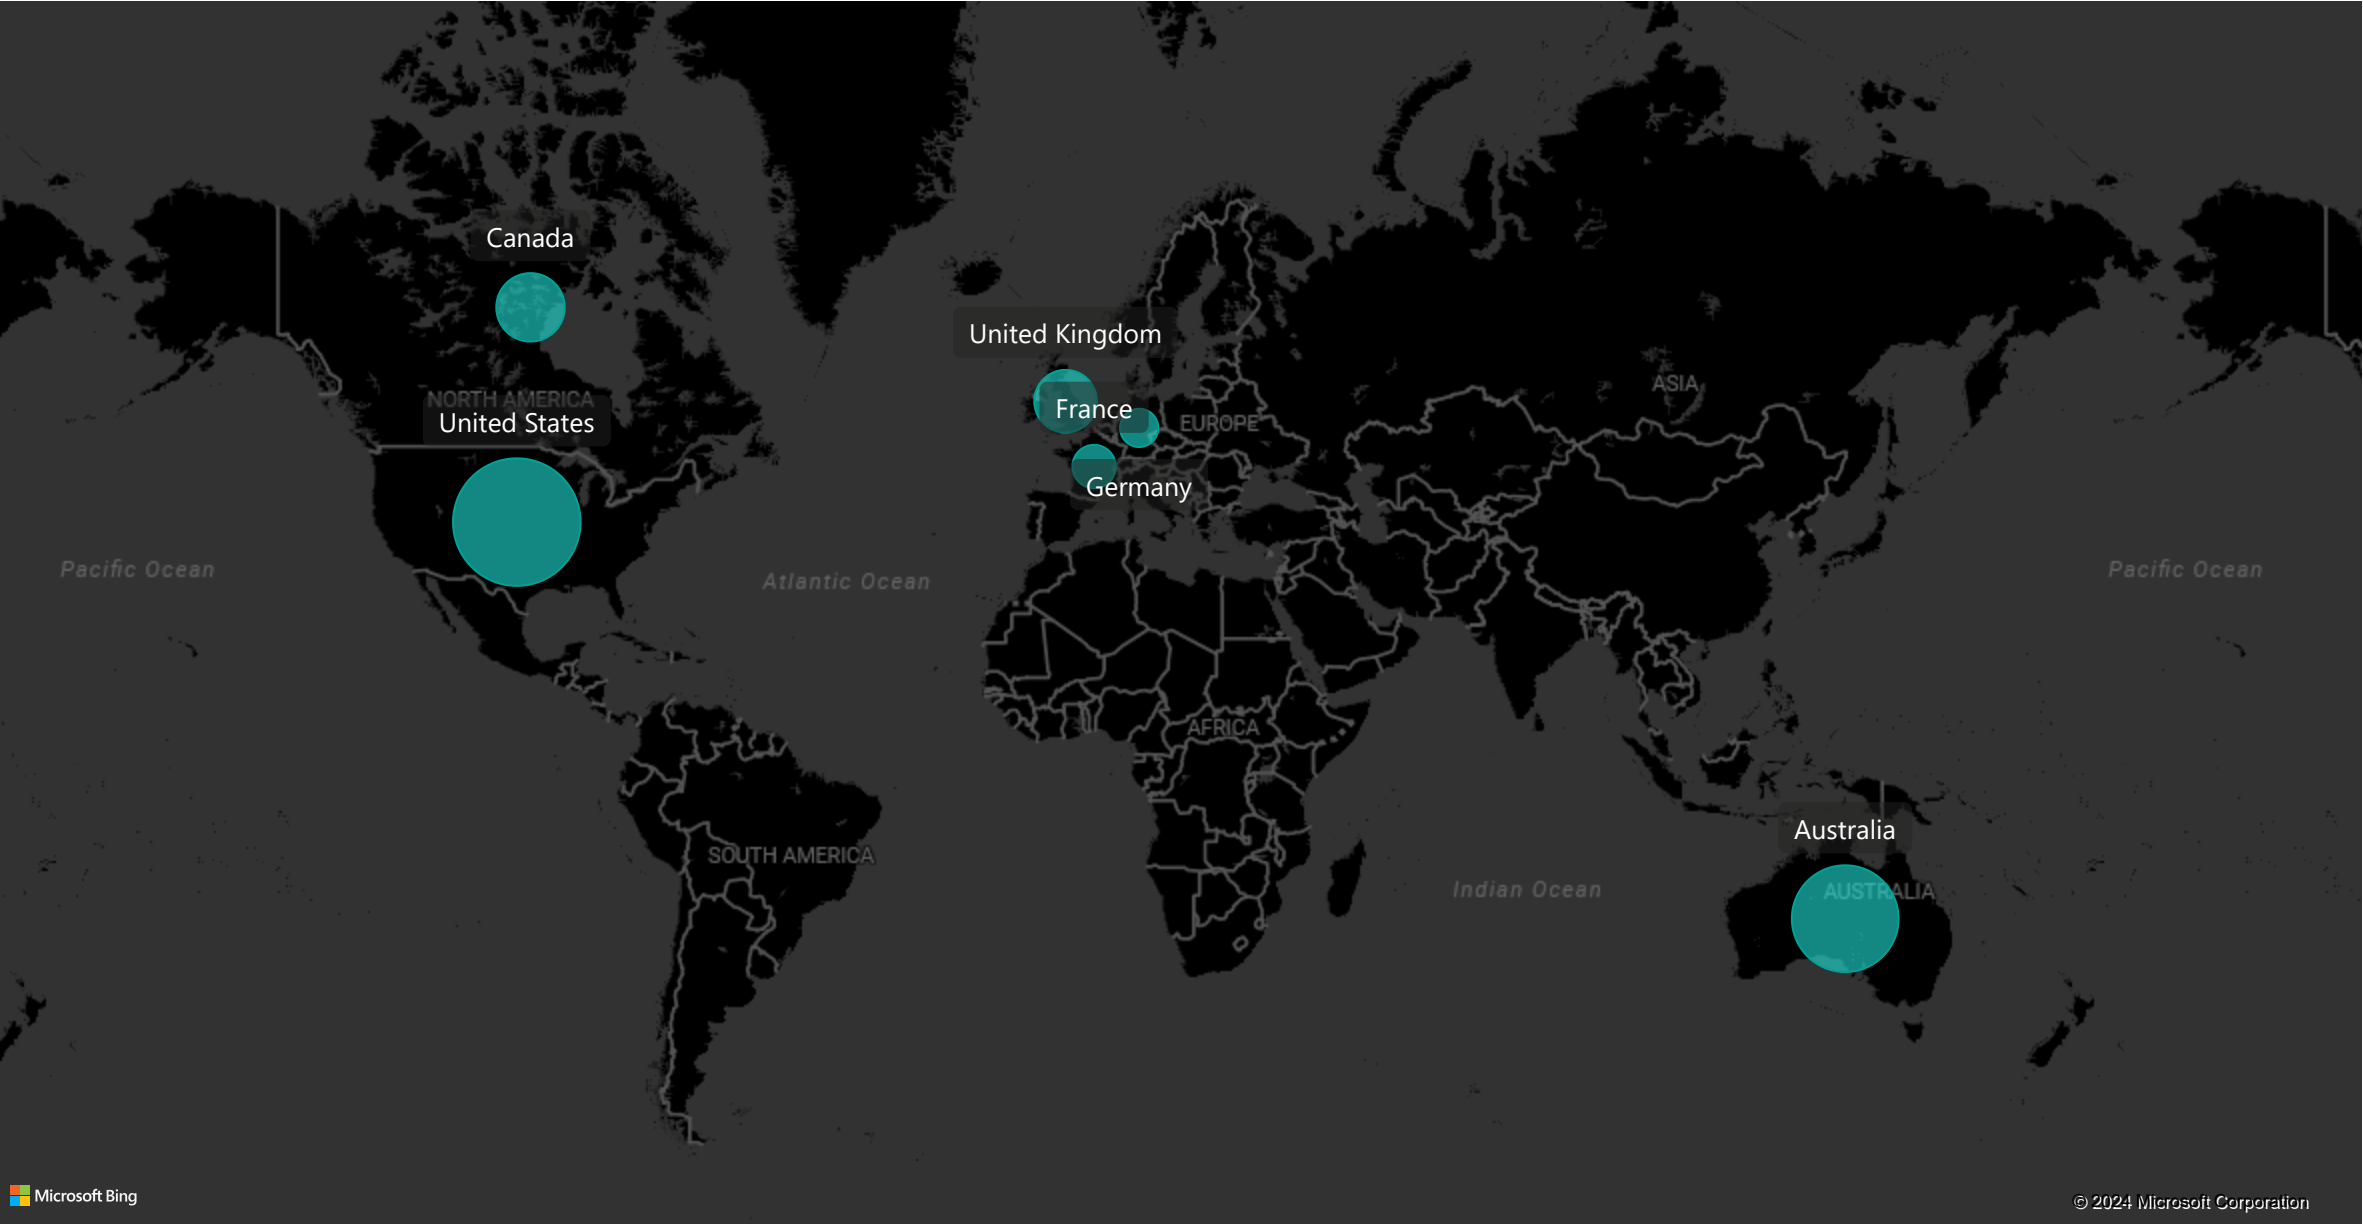 Canada
United Kingdom
ASIA
NORTH AMERICA
United States
France
EUROPE
Germany
Pacific Ocean
Atlantic Ocean
Pacific Ocean
AFRICA
Australia
SOUTH AMERICA
Indian Ocean
AUSTRALIA
Microsoft Bing
© 2024 Microsoft Corporation